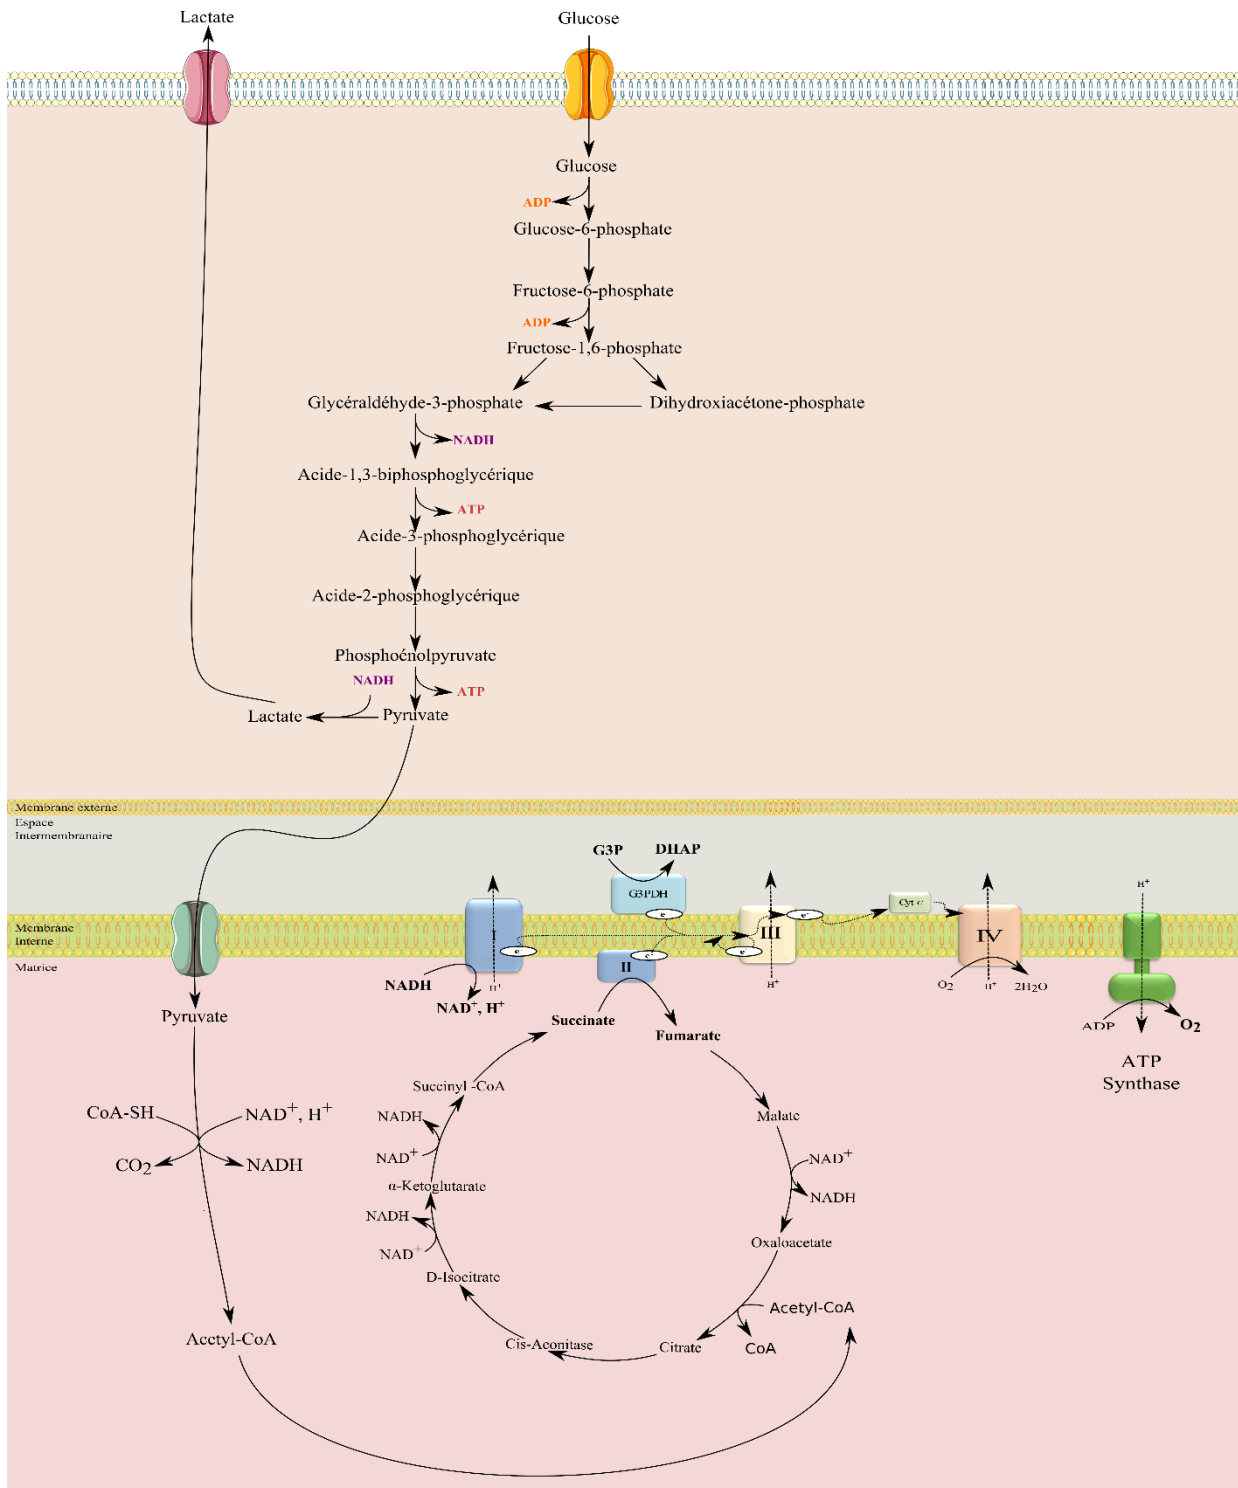 Lactate
Glucose
Glucose
ADP
Glucose-6-phosphate
Fructose-6-phosphate
ADP
Fructose-1,6-phosphate
Glycéraldéhyde-3-phosphate
Dihydroxiacétone-phosphate
NADH
Acide-1,3-biphosphoglycérique
ATP
Acide-3-phosphoglycérique
Acide-2-phosphoglycérique
Phosphoénolpyruvate
NADH
ATP
Lactate
Pyruvate
Membrane externe
Espace
Intermembranaire
G3P
DHAP
G3PDH
H⁺
Cyt c
e⁻
e⁻
Membrane
Interne
I
III
IV
e⁻
e⁻
e⁻
II
Matrice
NADH
H⁺
H⁺
O₂
H⁺
2H₂O
NAD⁺, H⁺
Pyruvate
Succinate
Fumarate
ADP
O₂
ATP
Synthase
Succinyl -CoA
CoA-SH
NAD⁺, H⁺
NADH
Malate
CO₂
NADH
NAD⁺
NAD⁺
α-Ketoglutarate
NADH
NADH
NAD⁺
Oxaloacetate
D-Isocitrate
Acetyl-CoA
Acetyl-CoA
Cis-Aconitase
Citrate
CoA